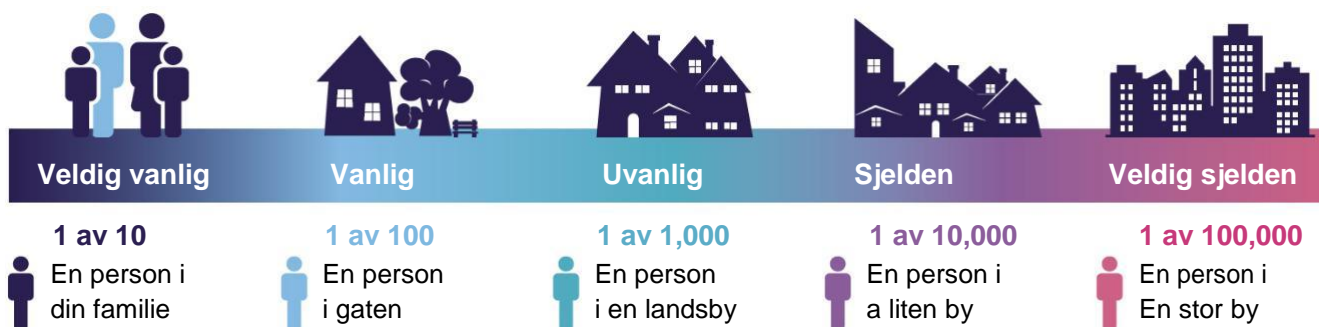 Veldig vanlig
Vanlig
Uvanlig
Sjelden
Veldig sjelden
1 av 10
En person i
din familie
1 av 100
En person
i gaten
1 av 1,000
En person
i en landsby
1 av 10,000
En person i
a liten by
1 av 100,000
En person i
En stor by